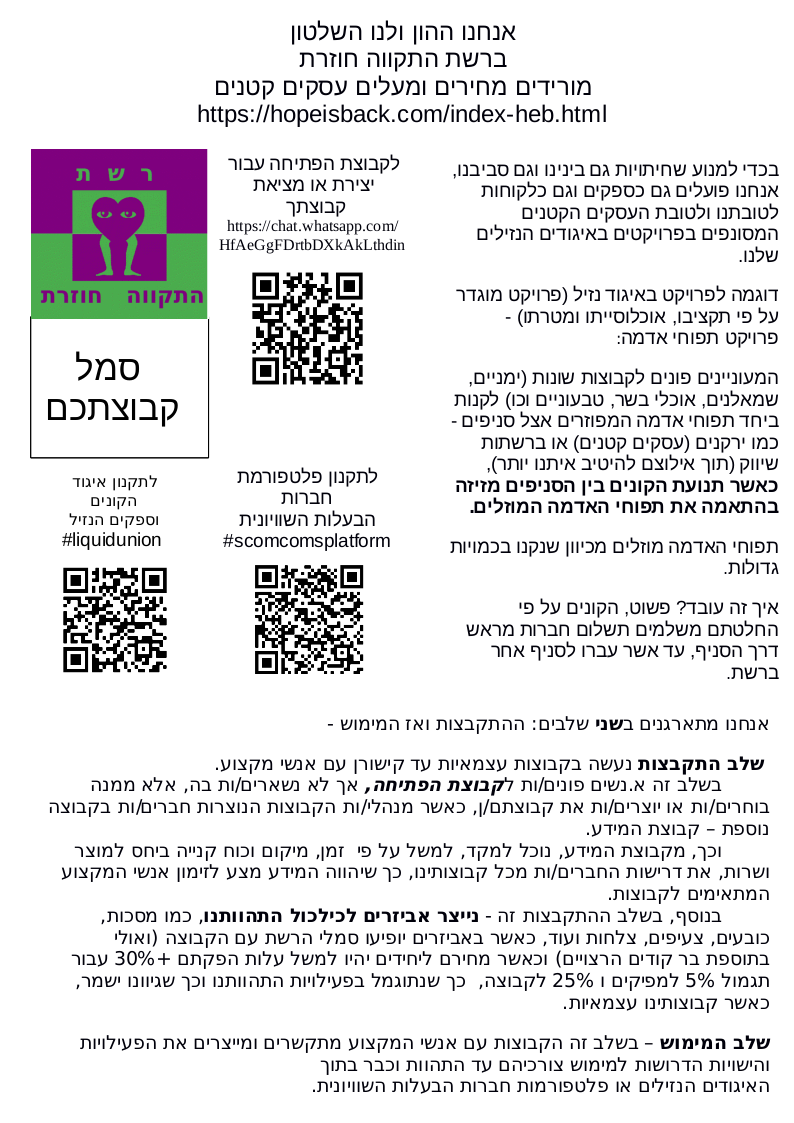 אנחנו ההון ולנו השלטון
ברשת התקווה חוזרת
מורידים מחירים ומעלים עסקים קטנים
https://hopeisback.com/index-heb.html
בכדי למנוע שחיתויות גם בינינו וגם סביבנו,
אנחנו פועלים גם כספקים וגם כלקוחות
לטובתנו ולטובת העסקים הקטנים
המסונפים בפרויקטים באיגודים הנזילים
שלנו.
דוגמה לפרויקט באיגוד נזיל (פרויקט מוגדר
על פי תקציבו, אוכלוסייתו ומטרתו) -
פרויקט תפוחי אדמה:
המעוניינים פונים לקבוצות שונות (ימניים,
שמאלנים, אוכלי בשר, טבעוניים וכו) לקנות
ביחד תפוחי אדמה המפוזרים אצל סניפים -
כמו ירקנים (עסקים קטנים) או ברשתות
שיווק (תוך אילוצם להיטיב איתנו יותר),
כאשר תנועת הקונים בין הסניפים מזיזה
בהתאמה את תפוחי האדמה המוזלים.
תפוחי האדמה מוזלים מכיוון שנקנו בכמויות
גדולות.
איך זה עובד? פשוט, הקונים על פי
החלטתם משלמים תשלום חברות מראש
דרך הסניף, עד אשר עברו לסניף אחר
ברשת.
לקבוצת הפתיחה עבור
יצירת או מציאת
קבוצתך
https://chat.whatsapp.com/
HfAeGgFDrtbDXkAkLthdin
רשת
התקווה חוזרת
סמל
קבוצתכם
לתקנון פלטפורמת
חברות
הבעלות השוויונית
#scomcomsplatform
לתקנון איגוד
הקונים
וספקים הנזיל
#liquidunion
אנחנו מתארגנים בשני שלבים: ההתקבצות ואז המימוש -
שלב התקבצות נעשה בקבוצות עצמאיות עד קישורן עם אנשי מקצוע.
בשלב זה א.נשים פונים/ות לקבוצת הפתיחה, אך לא נשארים/ות בה, אלא ממנה
בוחרים/ות או יוצרים/ות את קבוצתם/ן, כאשר מנהלי/ות הקבוצות הנוצרות חברים/ות בקבוצה
נוספת – קבוצת המידע.
וכך, מקבוצת המידע, נוכל למקד, למשל על פי זמן, מיקום וכוח קנייה ביחס למוצר
ושרות, את דרישות החברים/ות מכל קבוצותינו, כך שיהווה המידע מצע לזימון אנשי המקצוע
המתאימים לקבוצות.
בנוסף, בשלב ההתקבצות זה - נייצר אביזרים לכילכול התהוותנו, כמו מסכות,
כובעים, צעיפים, צלחות ועוד, כאשר באביזרים יופיעו סמלי הרשת עם הקבוצה (ואולי
בתוספת בר קודים הרצויים) וכאשר מחירם ליחידים יהיו למשל עלות הפקתם +30% עבור
תגמול 5% למפיקים ו 25% לקבוצה, כך שנתוגמל בפעילויות התהוותנו וכך שגיוונו ישמר,
כאשר קבוצותינו עצמאיות.
שלב המימוש – בשלב זה הקבוצות עם אנשי המקצוע מתקשרים ומייצרים את הפעילויות
והישויות הדרושות למימוש צורכיהם עד התהוות וכבר בתוך
האיגודים הנזילים או פלטפורמות חברות הבעלות השוויונית.